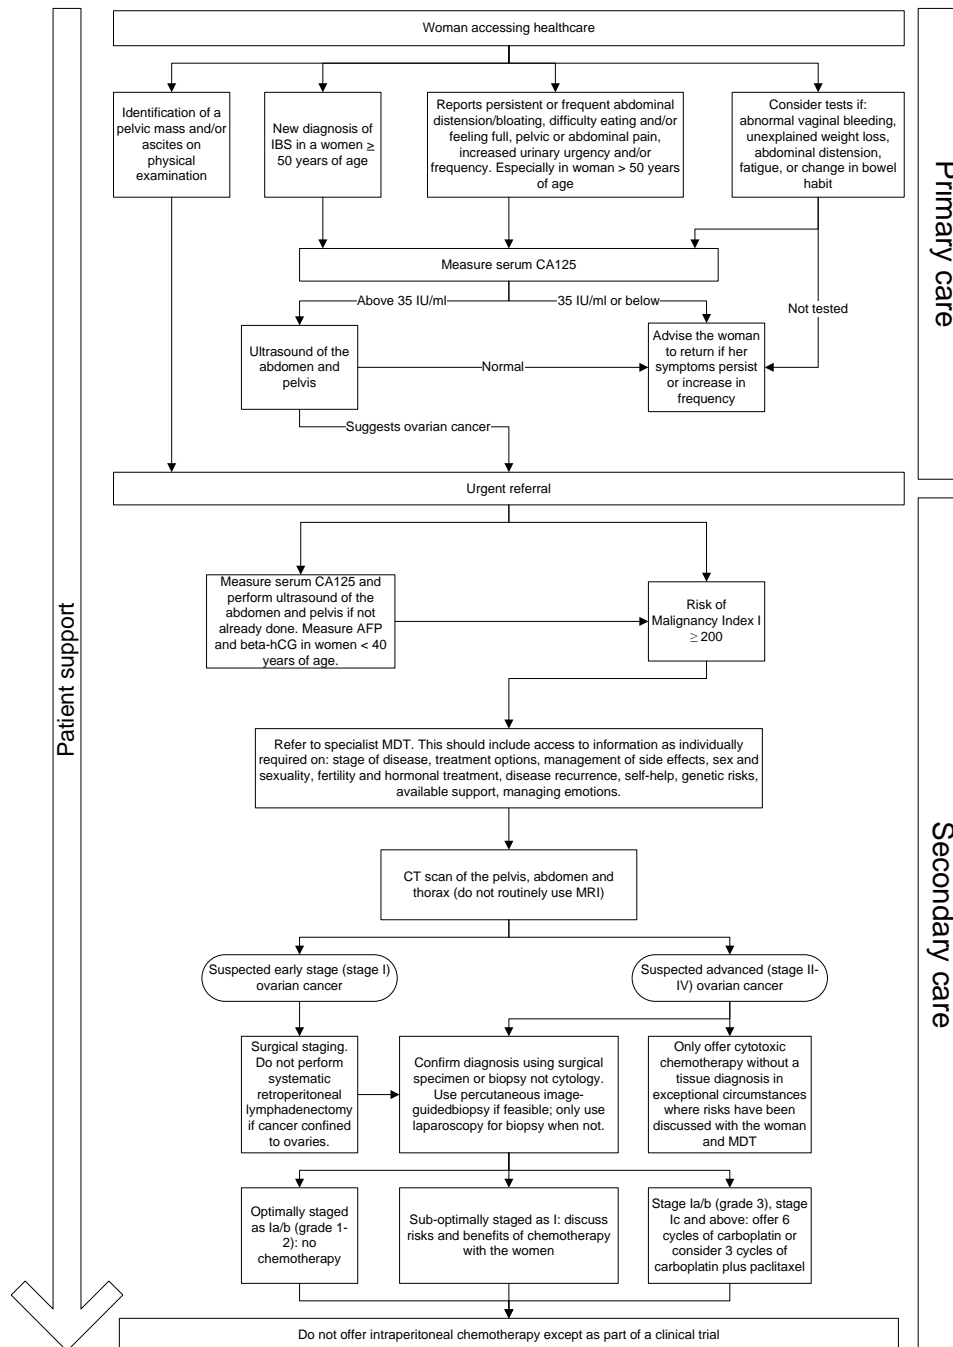 Woman accessing healthcare
Identification of a
pelvic mass and/or
ascites on
physical
examination
New diagnosis of
IBS in a women ≥
50 years of age
Reports persistent or frequent abdominal
distension/bloating, difficulty eating and/or
feeling full, pelvic or abdominal pain,
increased urinary urgency and/or
frequency. Especially in woman > 50 years
of age
Consider tests if:
abnormal vaginal bleeding,
unexplained weight loss,
abdominal distension,
fatigue, or change in bowel
habit
Primary care
Measure serum CA125
Above 35 IU/ml
35 IU/ml or below
Not tested
Ultrasound of the
abdomen and
pelvis
Normal
Advise the woman
to return if her
symptoms persist
or increase in
frequency
Suggests ovarian cancer
Urgent referral
Patient support
Measure serum CA125 and
perform ultrasound of the
abdomen and pelvis if not
already done. Measure AFP
and beta-hCG in women < 40
years of age.
Risk of
Malignancy Index I
≥ 200
Refer to specialist MDT. This should include access to information as individually
required on: stage of disease, treatment options, management of side effects, sex and
sexuality, fertility and hormonal treatment, disease recurrence, self-help, genetic risks,
available support, managing emotions.
Secondary care
CT scan of the pelvis, abdomen and
thorax (do not routinely use MRI)
Suspected early stage (stage I)
ovarian cancer
Suspected advanced (stage II-
IV) ovarian cancer
Surgical staging.
Do not perform
systematic
retroperitoneal
lymphadenectomy
if cancer confined
to ovaries.
Confirm diagnosis using surgical
specimen or biopsy not cytology.
Use percutaneous image-
guidedbiopsy if feasible; only use
laparoscopy for biopsy when not.
Only offer cytotoxic
chemotherapy without a
tissue diagnosis in
exceptional circumstances
where risks have been
discussed with the woman
and MDT
Optimally staged
as Ia/b (grade 1-
2): no
chemotherapy
Sub-optimally staged as I: discuss
risks and benefits of chemotherapy
with the women
Stage Ia/b (grade 3), stage
Ic and above: offer 6
cycles of carboplatin or
consider 3 cycles of
carboplatin plus paclitaxel
Do not offer intraperitoneal chemotherapy except as part of a clinical trial